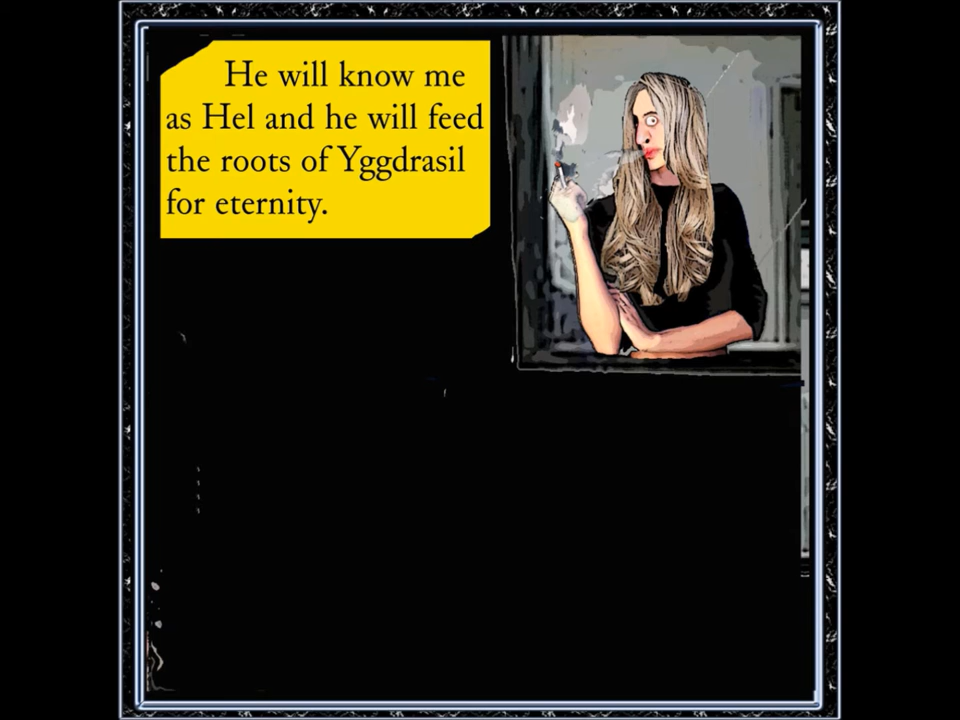 He will know me
as Hel and he will feed
the roots of Yggdrasil
for eternity.